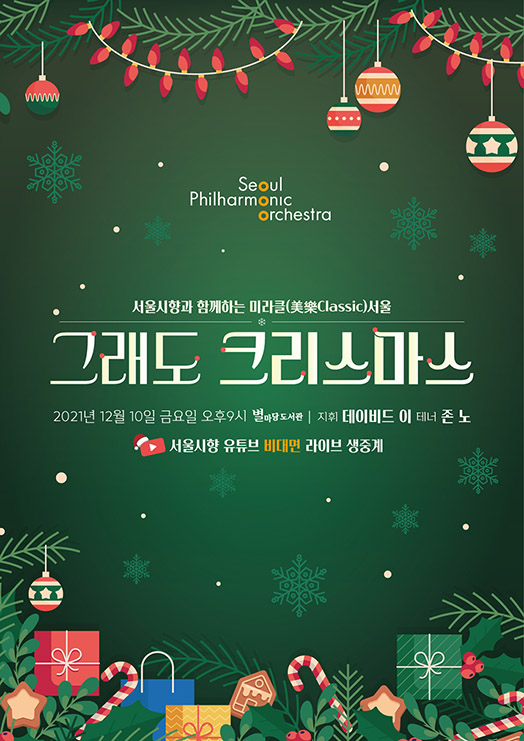 Seoul
Philharmonic
orchestra
서울시향과 함께하는 미라클(美樂Classic)서울
그래도 크리스마스
2021년 12월 10일 금요일 오후9시 별마당도서관 | 지휘 데이비드 이 테너 존 노
서울시향 유튜브 비대면 라이브 생중계